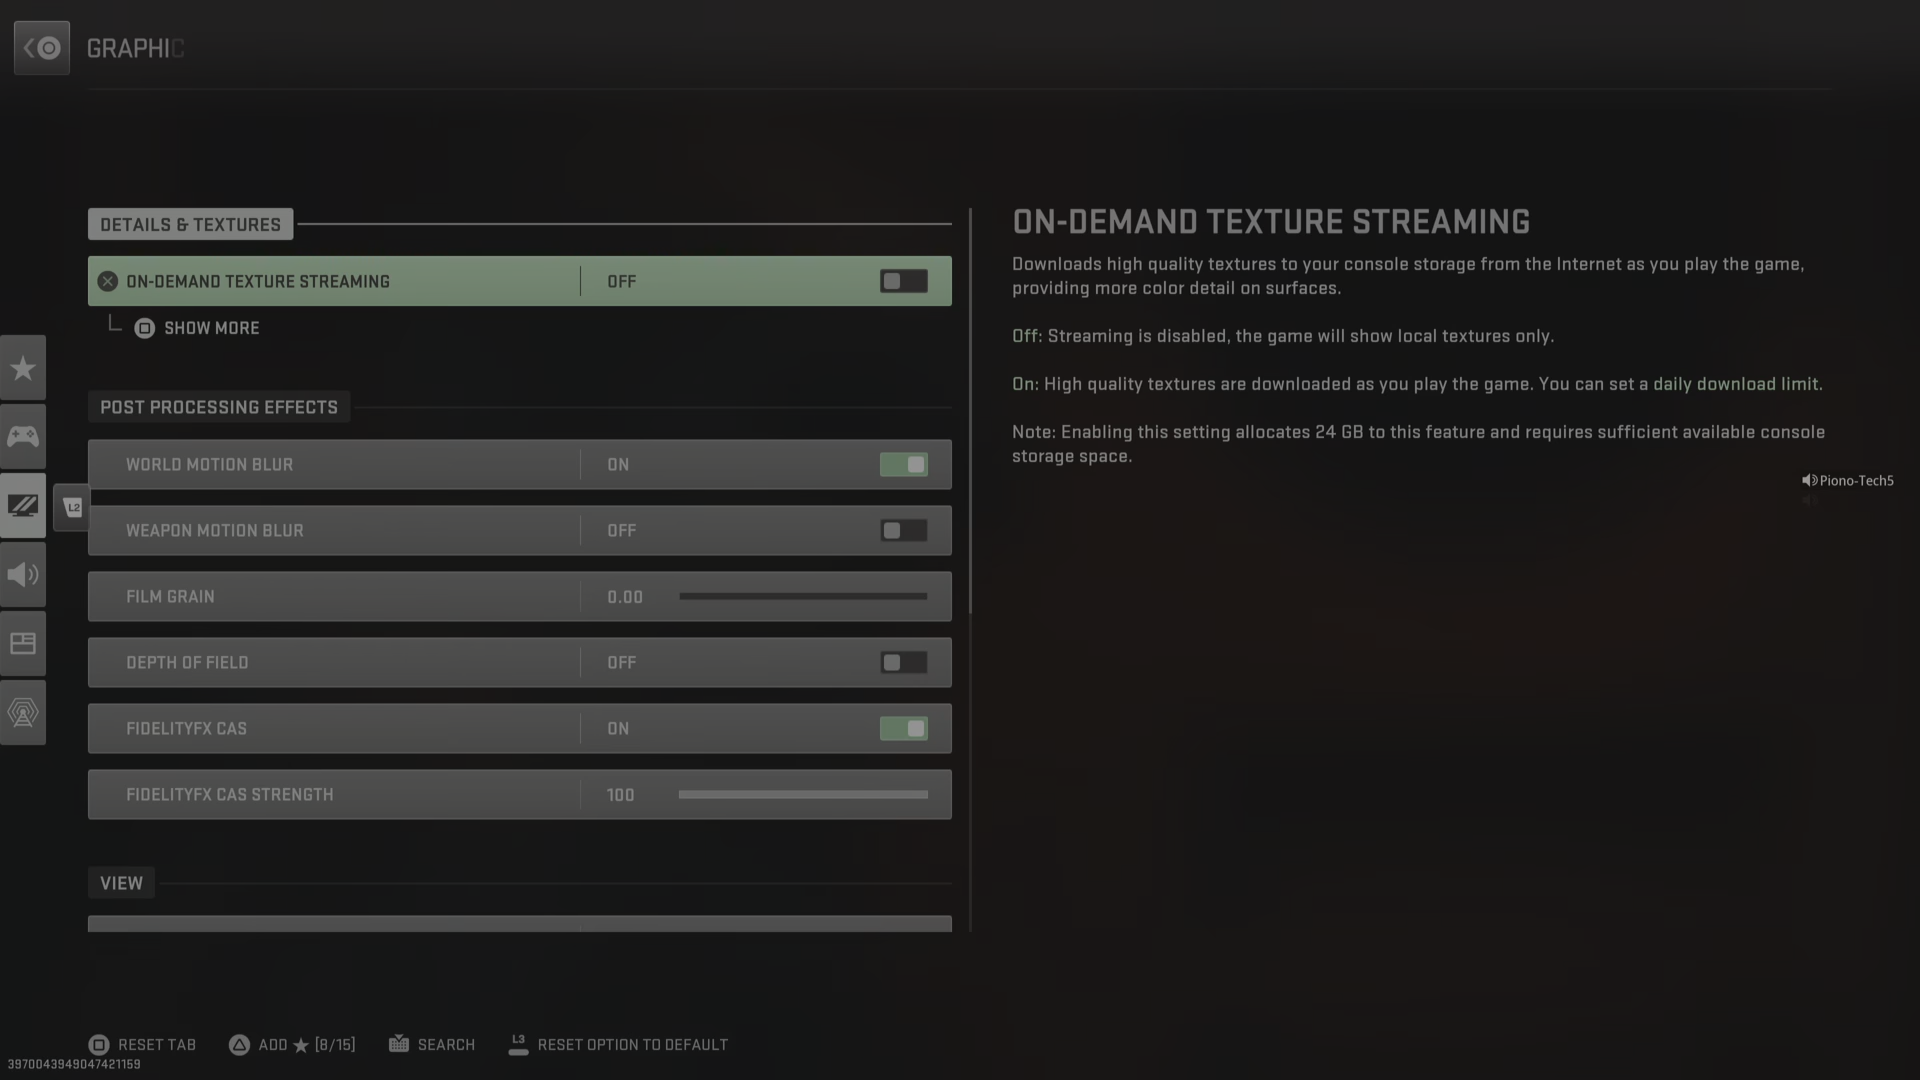 GRAPHIC
DETAILS & TEXTURES
ON-DEMAND TEXTURE STREAMING OFF
SHOW MORE
POST PROCESSING EFFECTS
WORLD MOTION BLUR ON
L2
WEAPON MOTION BLUR OFF
FILM GRAIN 0.00
DEPTH OF FIELD OFF
FIDELITYFX CAS ON
FIDELITYFX CAS STRENGTH 100
VIEW
ON-DEMAND TEXTURE STREAMING
Downloads high quality textures to your console storage from the Internet as you play the game,
providing more color detail on surfaces.
Off: Streaming is disabled, the game will show local textures only.
On: High quality textures are downloaded as you play the game. You can set a daily download limit.
Note: Enabling this setting allocates 24 GB to this feature and requires sufficient available console
storage space.
Piono-Tech5
RESET TAB ADD ★ [8/15] SEARCH L3 RESET OPTION TO DEFAULT
3970043949047421159